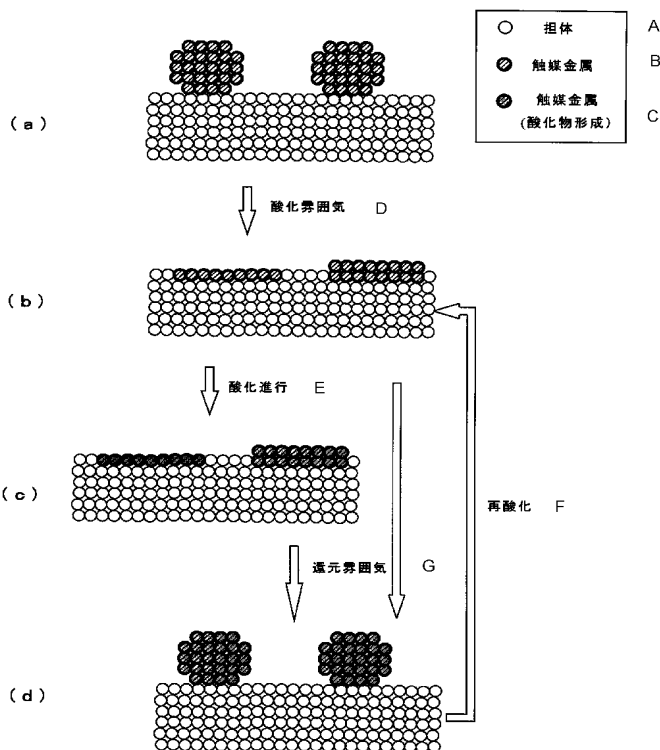 担体 A
触媒金属 B
触媒金属
(酸化物形成) C
(a)
酸化雰囲気 D
(b)
酸化進行 E
(c)
再酸化 F
還元雰囲気 G
(d)